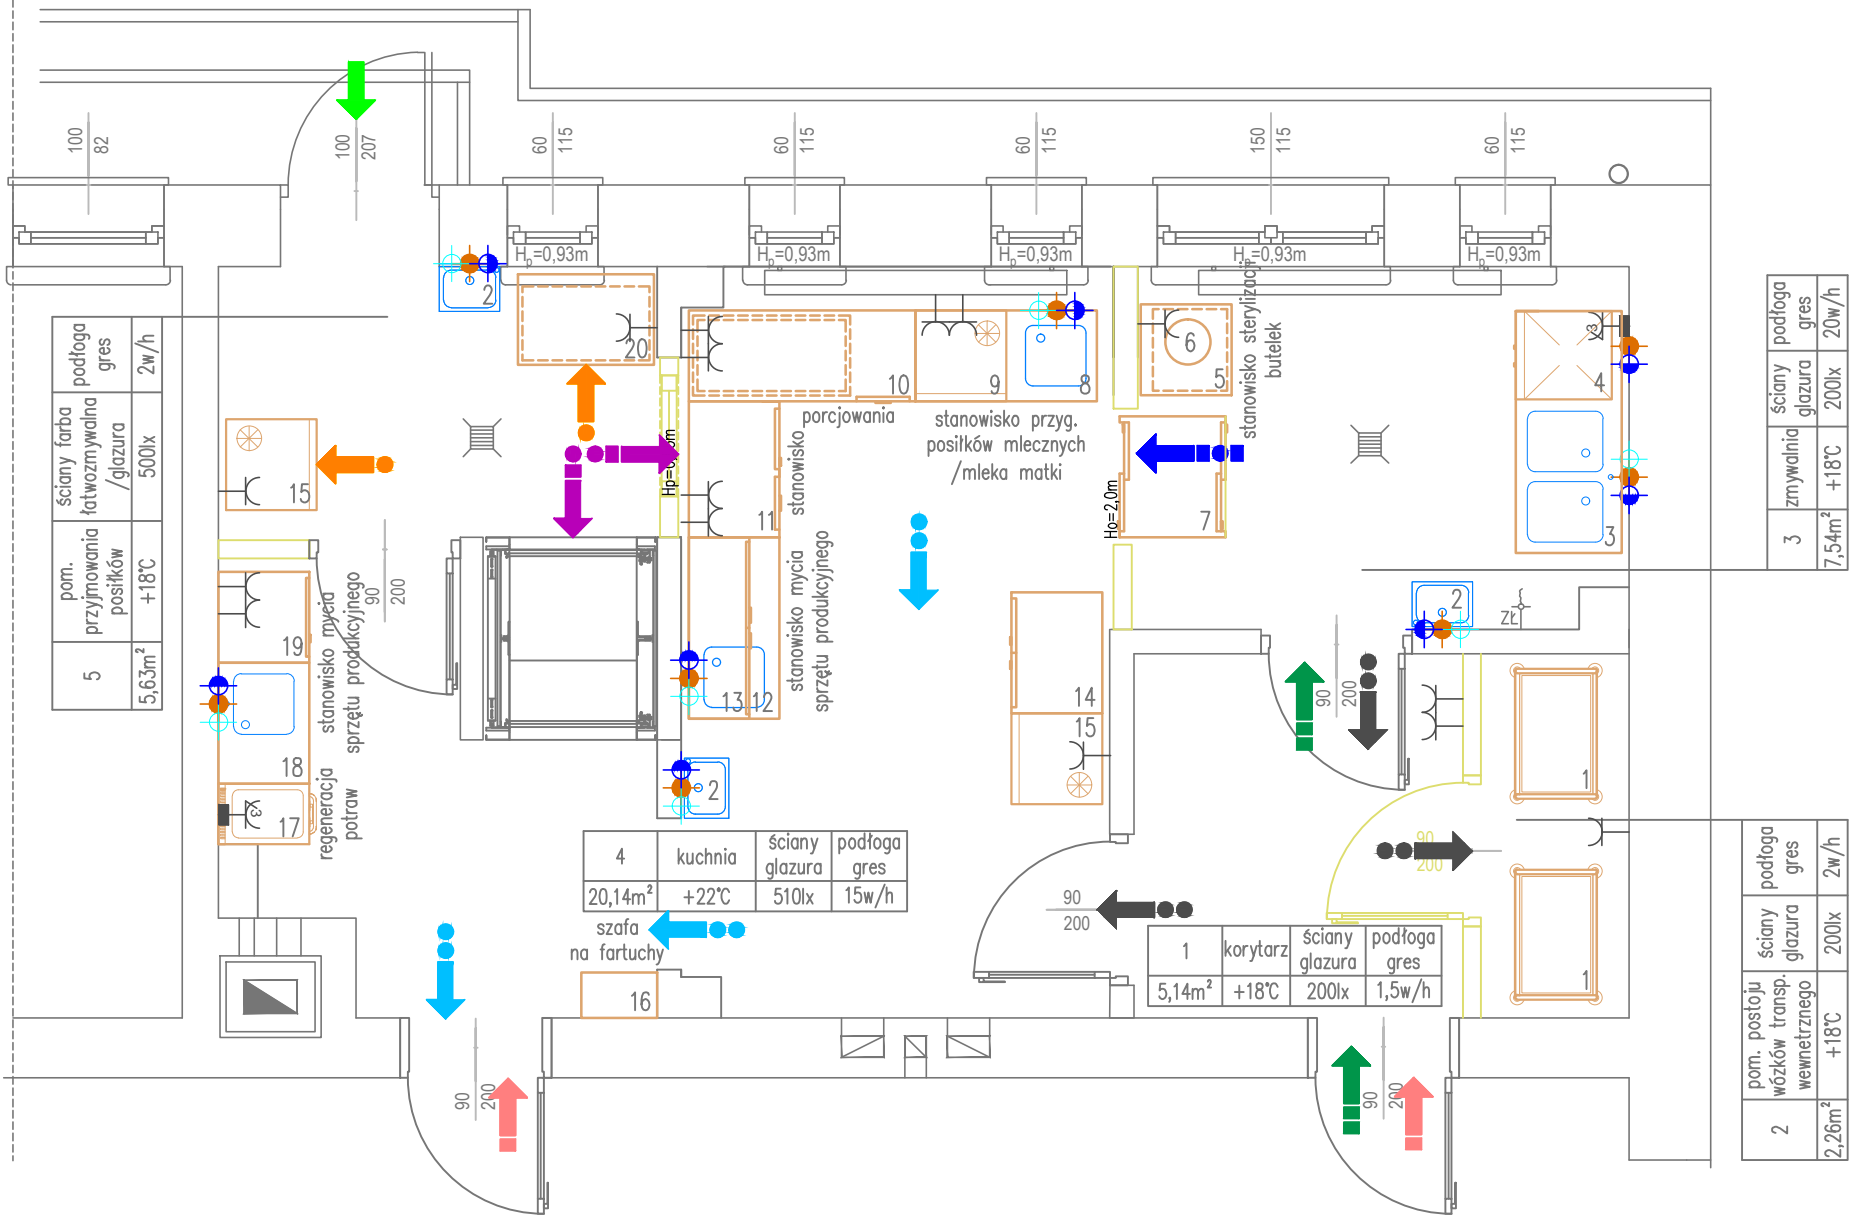 100
82
100
207
60
115
60
115
60
115
150
115
60
115
Hp=0,93m
Hp=0,93m
Hp=0,93m
Hp=0,93m
Hp=0,93m
2
20
10
9
8
6
5
4
3
7
15
11
porcjowania
stanowisko przyg.
posiłków mlecznych
/mleka matki
stanowisko sterylizacji
butelek
stanowisko
stanowisko mycia
sprzętu produkcyjnego
Ho=2,0m
x3
2
ZŁ
90
200
19
18
17
x3
stanowisko mycia
sprzętu produkcyjnego
regeneracja
potraw
13
12
2
14
15
90
200
1
1
90
200
90
200
4
kuchnia
ściany
glazura
podłoga
gres
20,14m²
+22°C
510lx
15w/h
szafa
na fartuchy
16
1
korytarz
ściany
glazura
podłoga
gres
5,14m²
+18°C
200lx
1,5w/h
90
200
90
200
5
pom.
przyjmowania
posiłków
ściany farba
łatwozmywalna
/glazura
podłoga
gres
5,63m²
+18°C
500lx
2w/h
3
zmywalnia
ściany
glazura
podłoga
gres
7,54m²
+18°C
200lx
20w/h
2
pom. postoju
wózków transp.
wewnetrznego
ściany
glazura
podłoga
gres
2,26m²
+18°C
200lx
2w/h